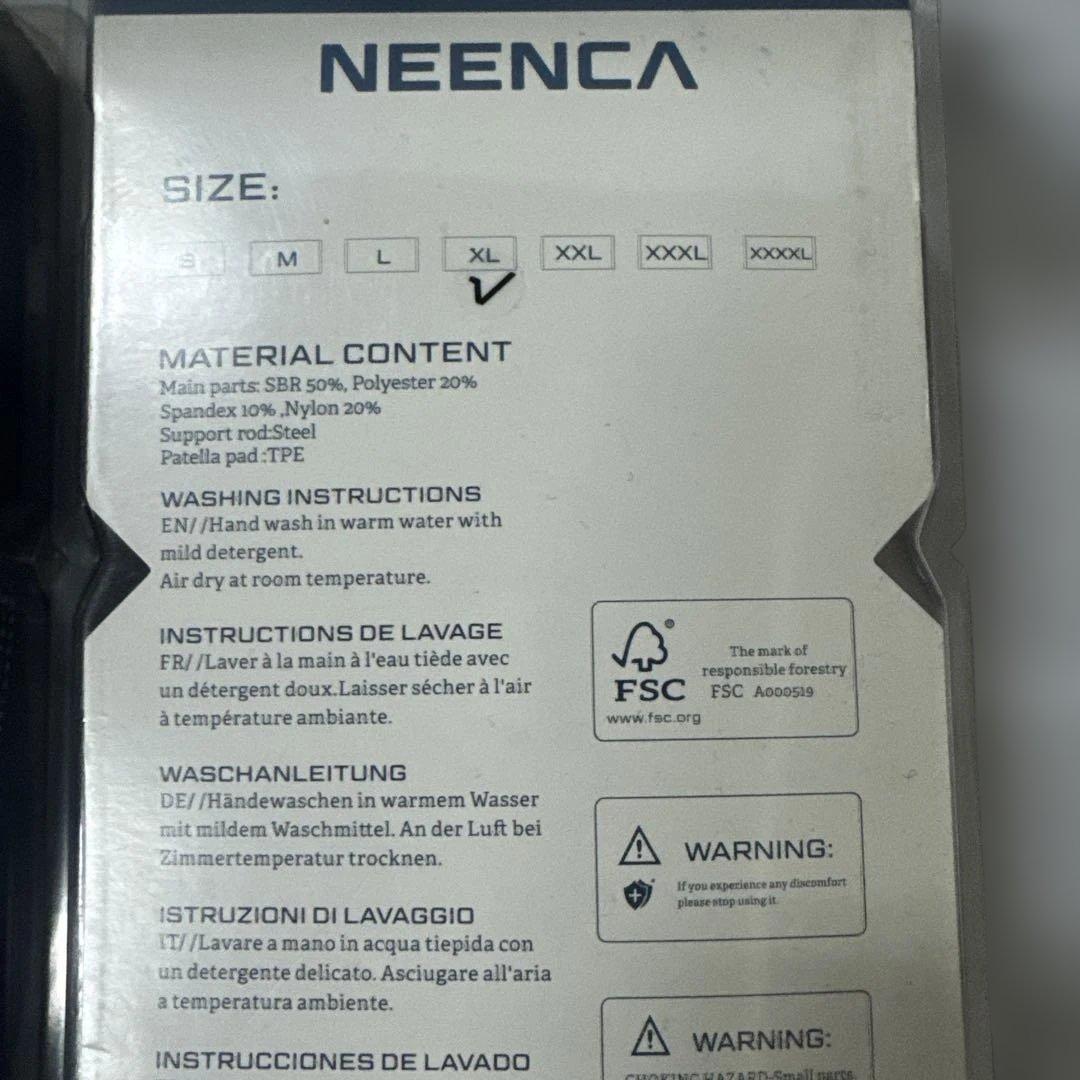 NEENCA
SIZE:
S M L XL XXL XXXL XXXXL
MATERIAL CONTENT
Main parts: SBR 50%, Polyester 20%
Spandex 10% ,Nylon 20%
Support rod:Steel
Patella pad :TPE
WASHING INSTRUCTIONS
EN//Hand wash in warm water with
mild detergent.
Air dry at room temperature.
INSTRUCTIONS DE LAVAGE
FR//Laver à la main à l'eau tiède avec
un détergent doux.Laisser sécher à l'air
à température ambiante.
WASCHANLEITUNG
DE//Händewaschen in warmem Wasser
mit mildem Waschmittel. An der Luft bei
Zimmertemperatur trocknen.
ISTRUZIONI DI LAVAGGIO
IT//Lavare a mano in acqua tiepida con
un detergente delicato. Asciugare all'aria
a temperatura ambiente.
INSTRUCCIONES DE LAVADO
The mark of
responsible forestry
FSC® FSC A000519
www.fsc.org
WARNING:
If you experience any discomfort
please stop using it.
WARNING:
CHOKING HAZARD-Small parts.